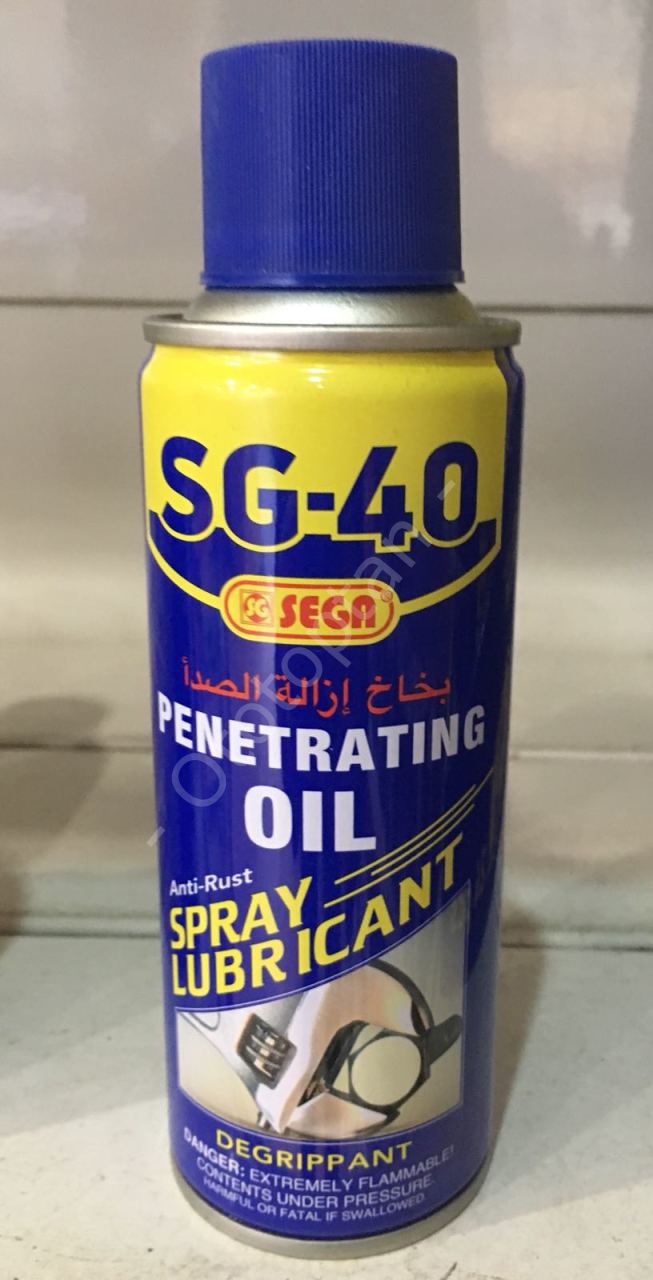 SG-40
SG SEGA®
بخاخ إزالة الصدأ
PENETRATING
OIL
Anti-Rust
SPRAY
LUBRICANT
DEGRIPPANT
DANGER: EXTREMELY FLAMMABLE!
CONTENTS UNDER PRESSURE.
HARMFUL OR FATAL IF SWALLOWED.